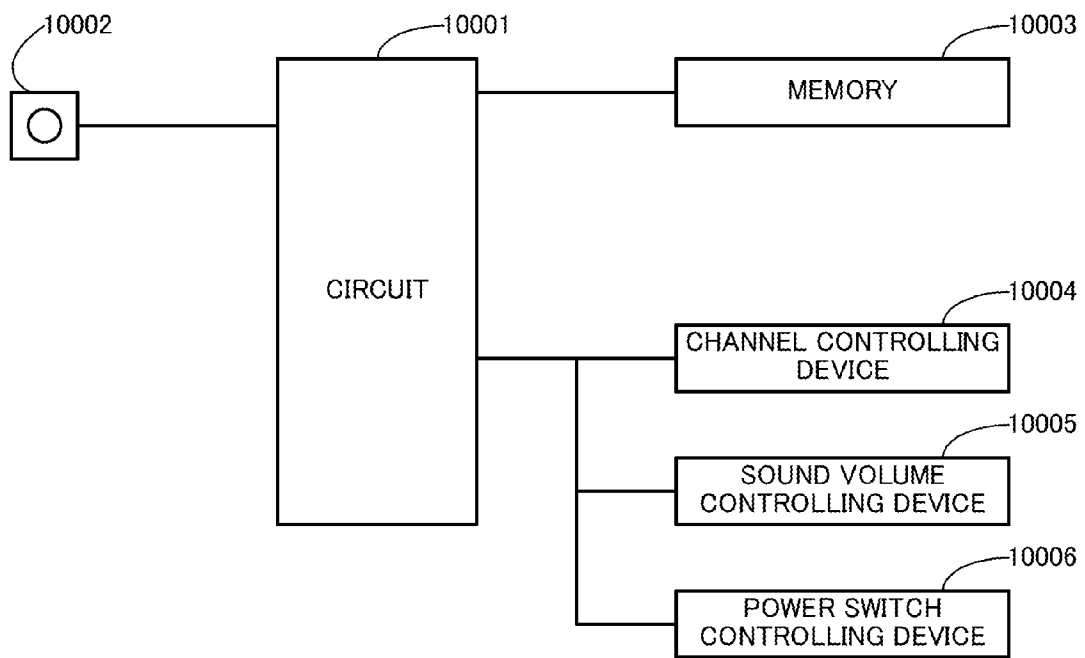 10002
10001
10003
MEMORY
CIRCUIT
10004
CHANNEL CONTROLLING
DEVICE
10005
SOUND VOLUME
CONTROLLING DEVICE
10006
POWER SWITCH
CONTROLLING DEVICE